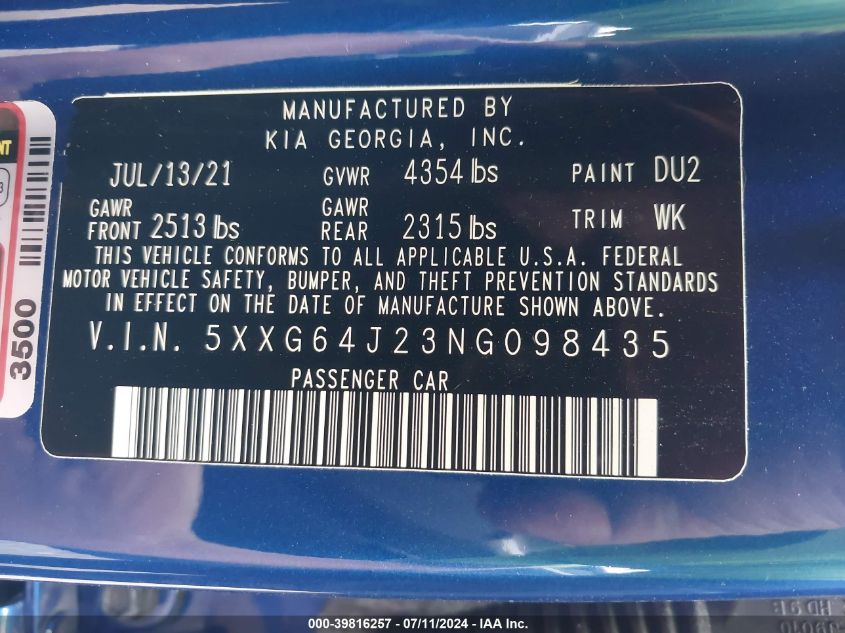 MANUFACTURED BY
KIA GEORGIA, INC.
JUL/13/21 GVWR 4354 lbs PAINT DU2
GAWR FRONT 2513 lbs GAWR REAR 2315 lbs TRIM WK
THIS VEHICLE CONFORMS TO ALL APPLICABLE U.S.A. FEDERAL
MOTOR VEHICLE SAFETY, BUMPER, AND THEFT PREVENTION STANDARDS
IN EFFECT ON THE DATE OF MANUFACTURE SHOWN ABOVE.
V.I.N. 5XXG64J23NG098435
PASSENGER CAR
3500
000-39816257 - 07/11/2024 - IAA Inc.